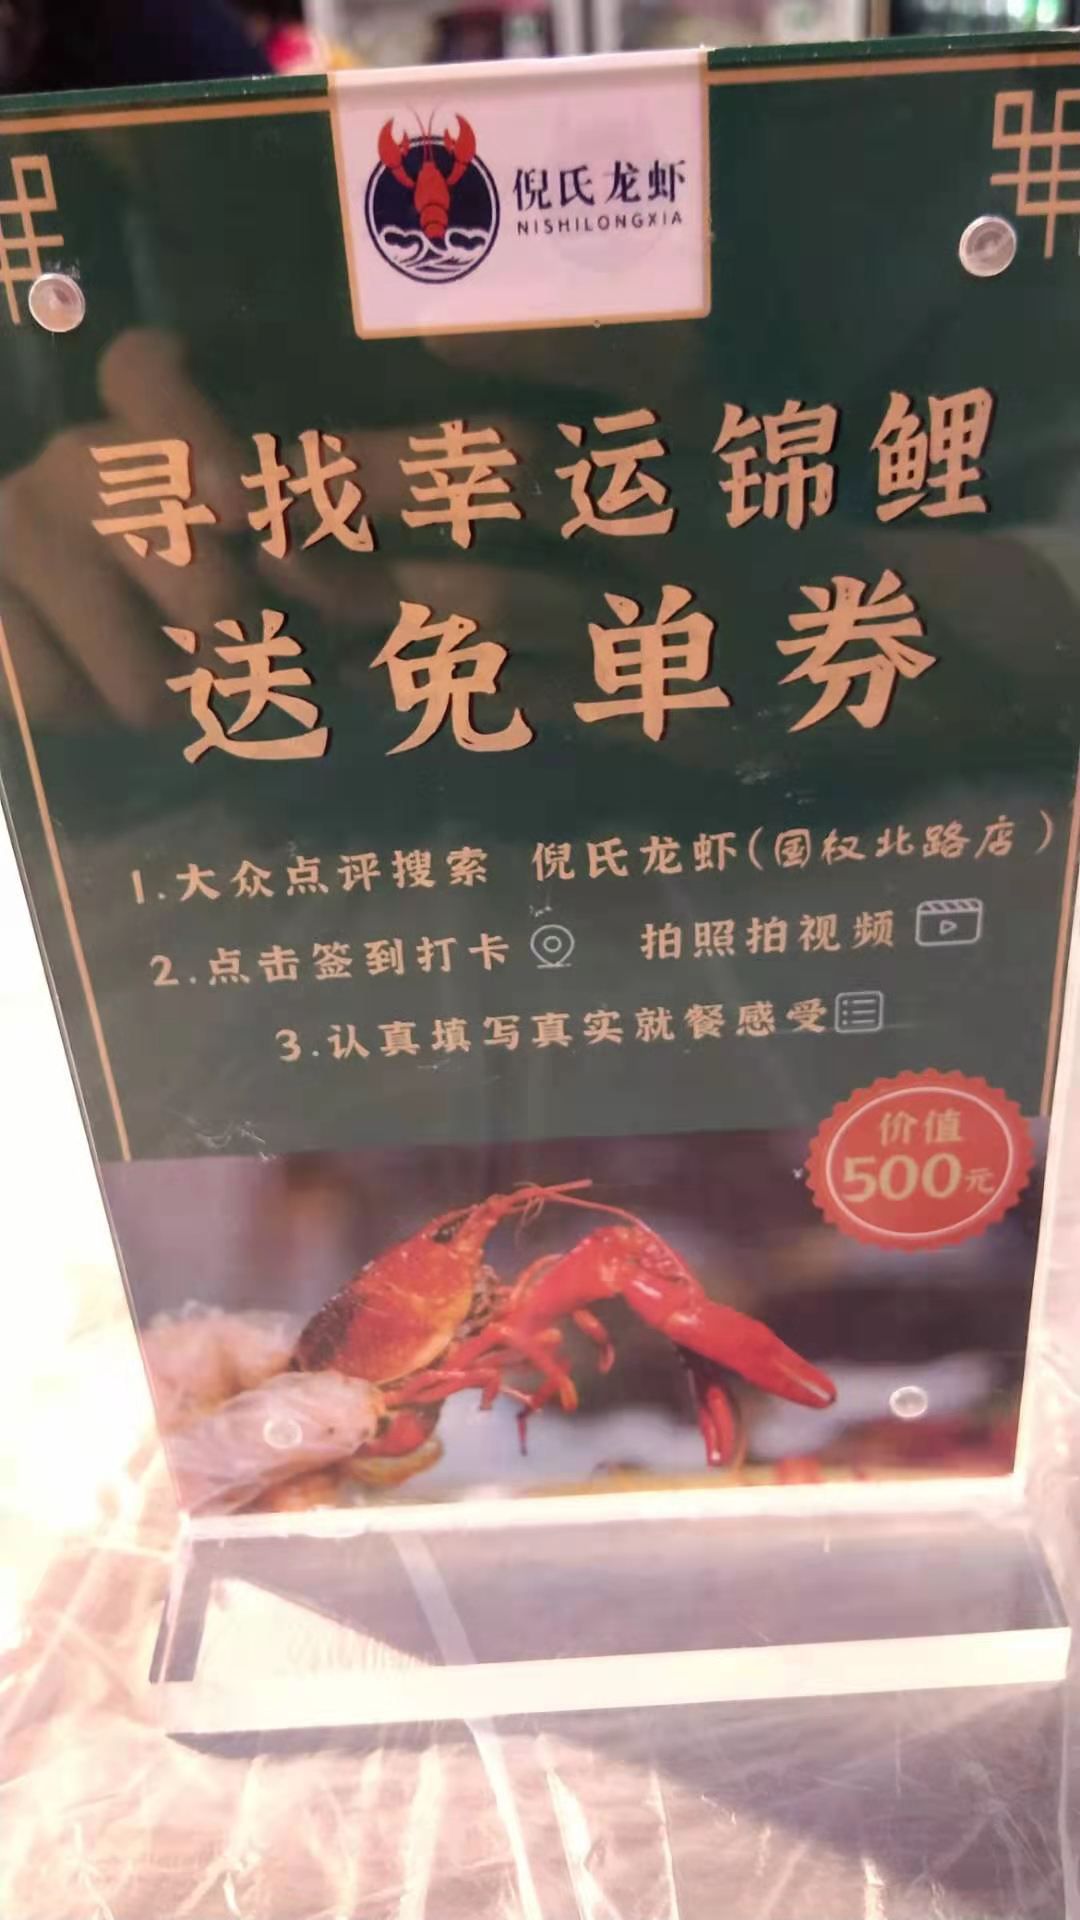 倪氏龙虾
NISHILONGXIA
寻找幸运锦鲤
送免单券
1.大众点评搜索 倪氏龙虾(国权北路店)
2.点击签到打卡 拍照拍视频
3.认真填写真实就餐感受
价值
500元